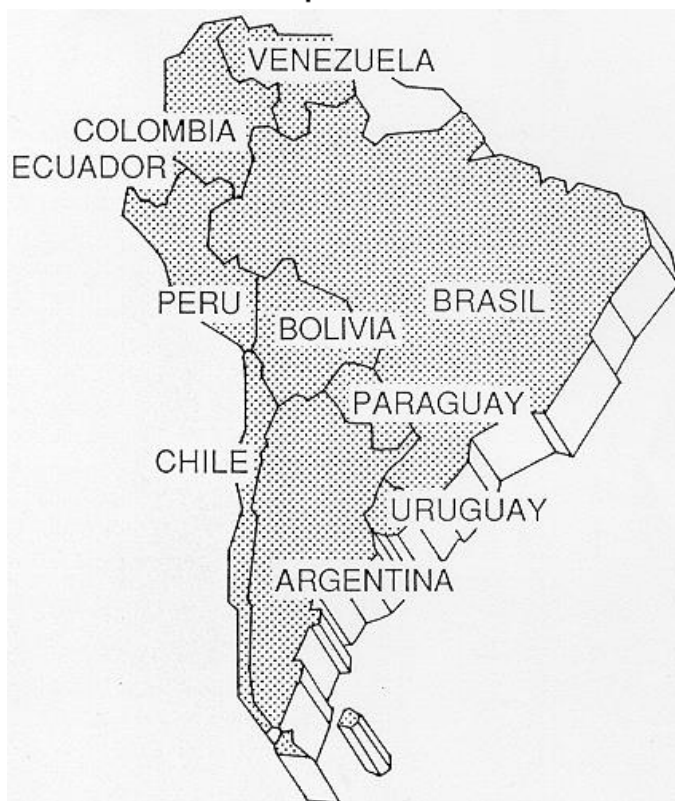 VENEZUELA
COLOMBIA
ECUADOR
PERU
BRASIL
BOLIVIA
PARAGUAY
CHILE
URUGUAY
ARGENTINA